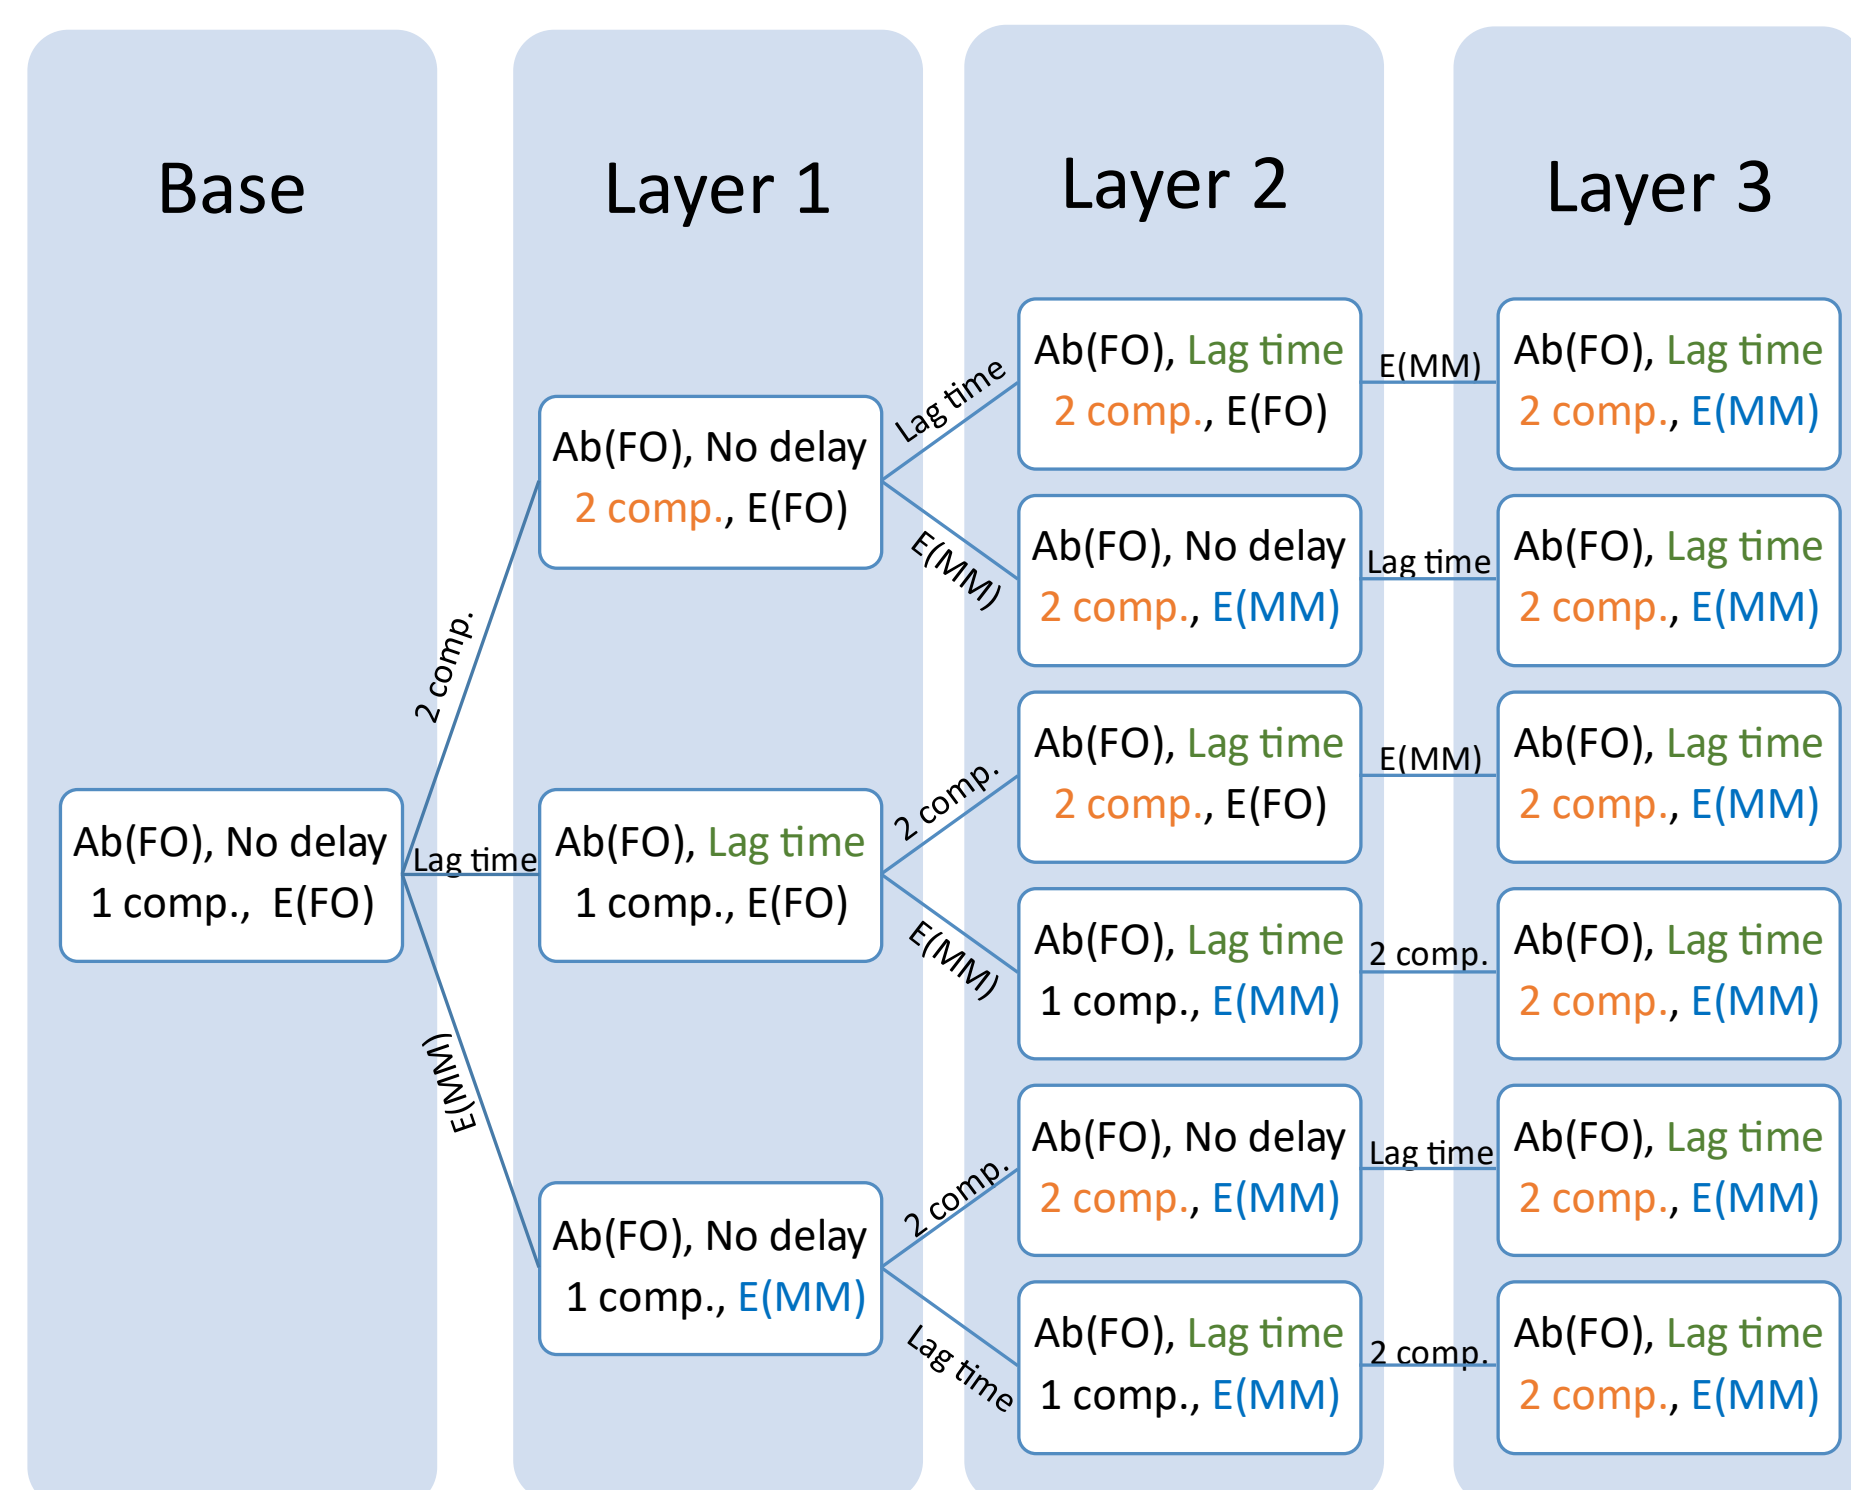 Base
Layer 1
Layer 2
Layer 3
Ab(FO), No delay
1 comp., E(FO)
2 comp.
Lag time
E(MM)
Ab(FO), No delay
2 comp., E(FO)
Ab(FO), Lag time
1 comp., E(FO)
Ab(FO), No delay
1 comp., E(MM)
Lag time
E(MM)
2 comp.
E(MM)
2 comp.
Lag time
Ab(FO), Lag time
2 comp., E(FO)
Ab(FO), No delay
2 comp., E(MM)
Ab(FO), Lag time
2 comp., E(FO)
Ab(FO), Lag time
1 comp., E(MM)
Ab(FO), No delay
2 comp., E(MM)
Ab(FO), Lag time
1 comp., E(MM)
E(MM)
Lag time
E(MM)
2 comp.
Lag time
2 comp.
Ab(FO), Lag time
2 comp., E(MM)
Ab(FO), Lag time
2 comp., E(MM)
Ab(FO), Lag time
2 comp., E(MM)
Ab(FO), Lag time
2 comp., E(MM)
Ab(FO), Lag time
2 comp., E(MM)
Ab(FO), Lag time
2 comp., E(MM)